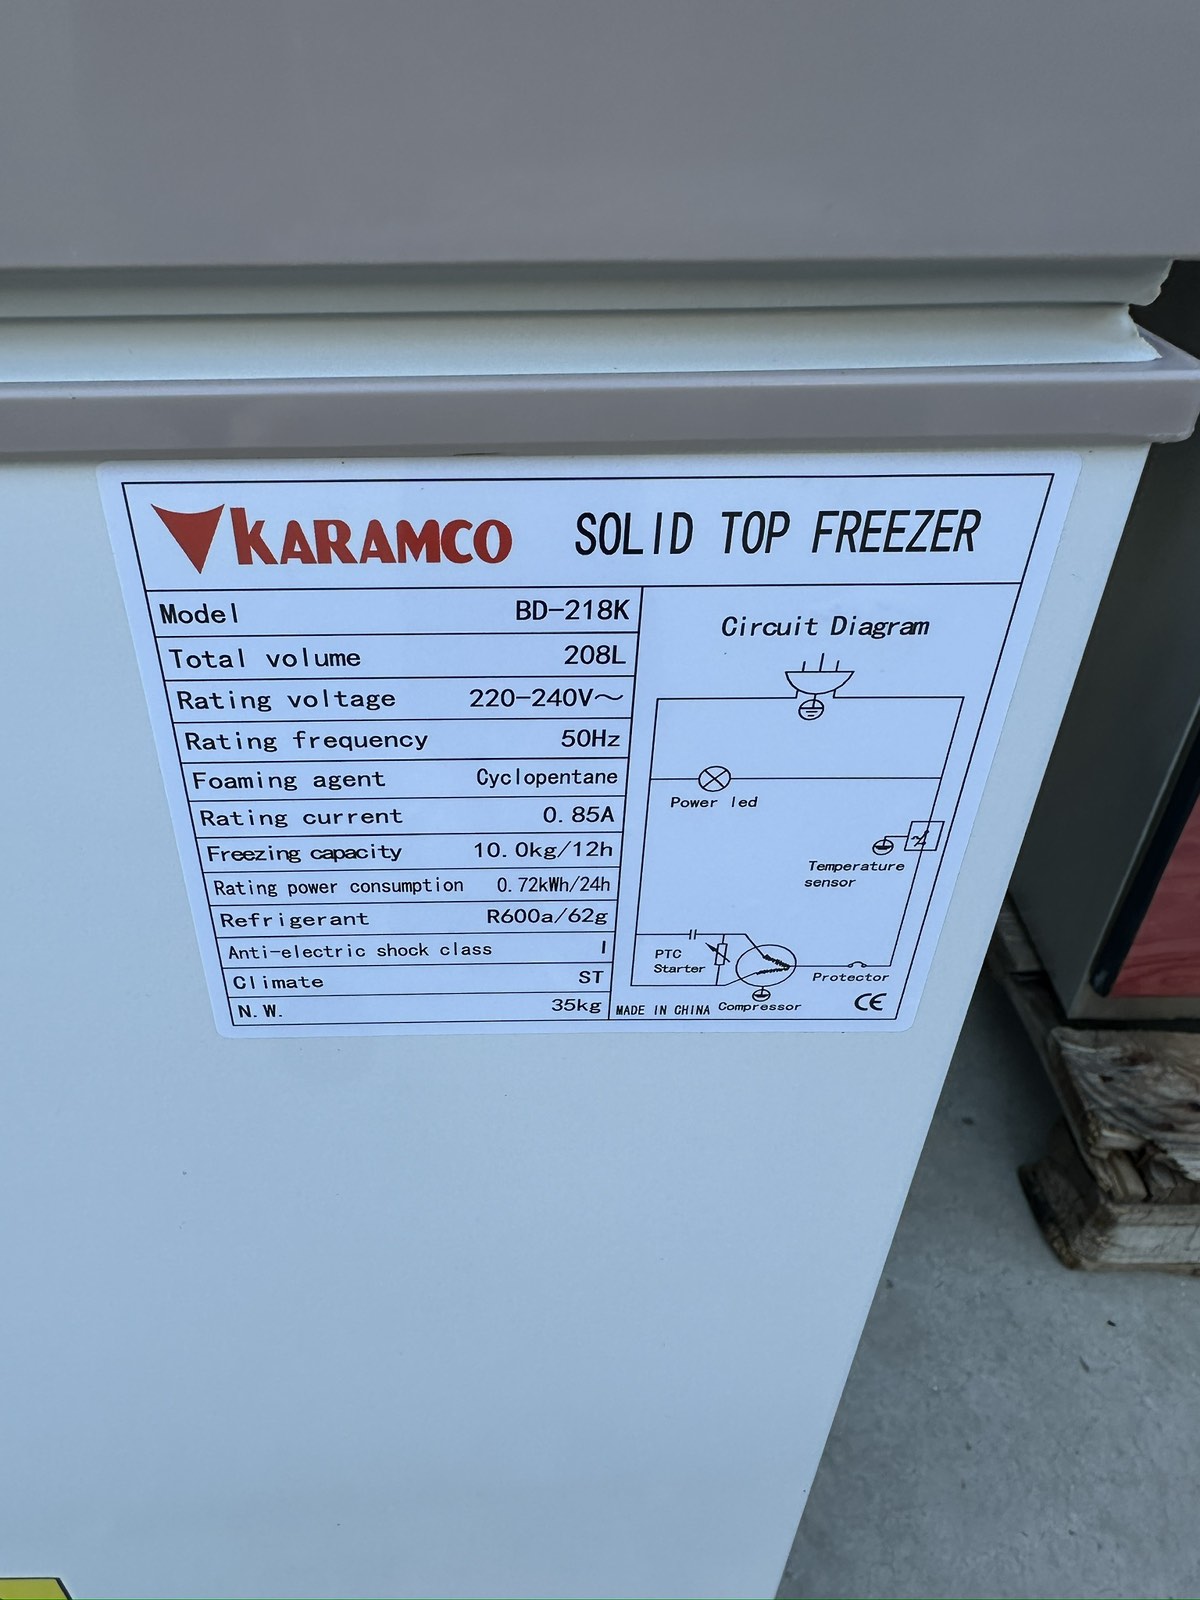 KARAMCO SOLID TOP FREEZER
Model BD-218K
Total volume 208L
Rating voltage 220-240V～
Rating frequency 50Hz
Foaming agent Cyclopentane
Rating current 0.85A
Freezing capacity 10.0kg/12h
Rating power consumption 0.72kWh/24h
Refrigerant R600a/62g
Anti-electric shock class I
Climate ST
N.W. 35kg
Circuit Diagram
Power led
Temperature
sensor
PTC
Starter
Protector
Compressor
MADE IN CHINA
CE